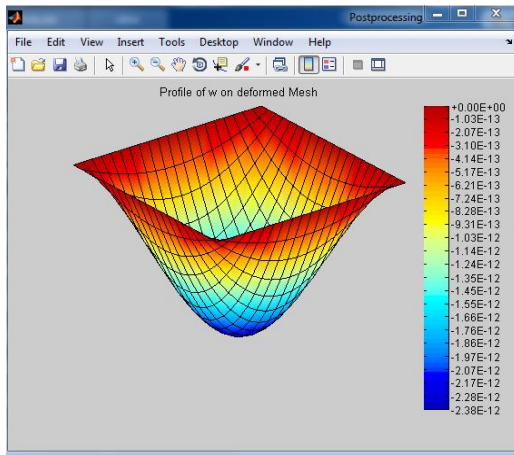 Postprocessing
File Edit View Insert Tools Desktop Window Help
Profile of w on deformed Mesh
+0.00E+00
-1.03E-13
-2.07E-13
-3.10E-13
-4.14E-13
-5.17E-13
-6.21E-13
-7.24E-13
-8.28E-13
-9.31E-13
-1.03E-12
-1.14E-12
-1.24E-12
-1.35E-12
-1.45E-12
-1.55E-12
-1.66E-12
-1.76E-12
-1.86E-12
-1.97E-12
-2.07E-12
-2.17E-12
-2.28E-12
-2.38E-12